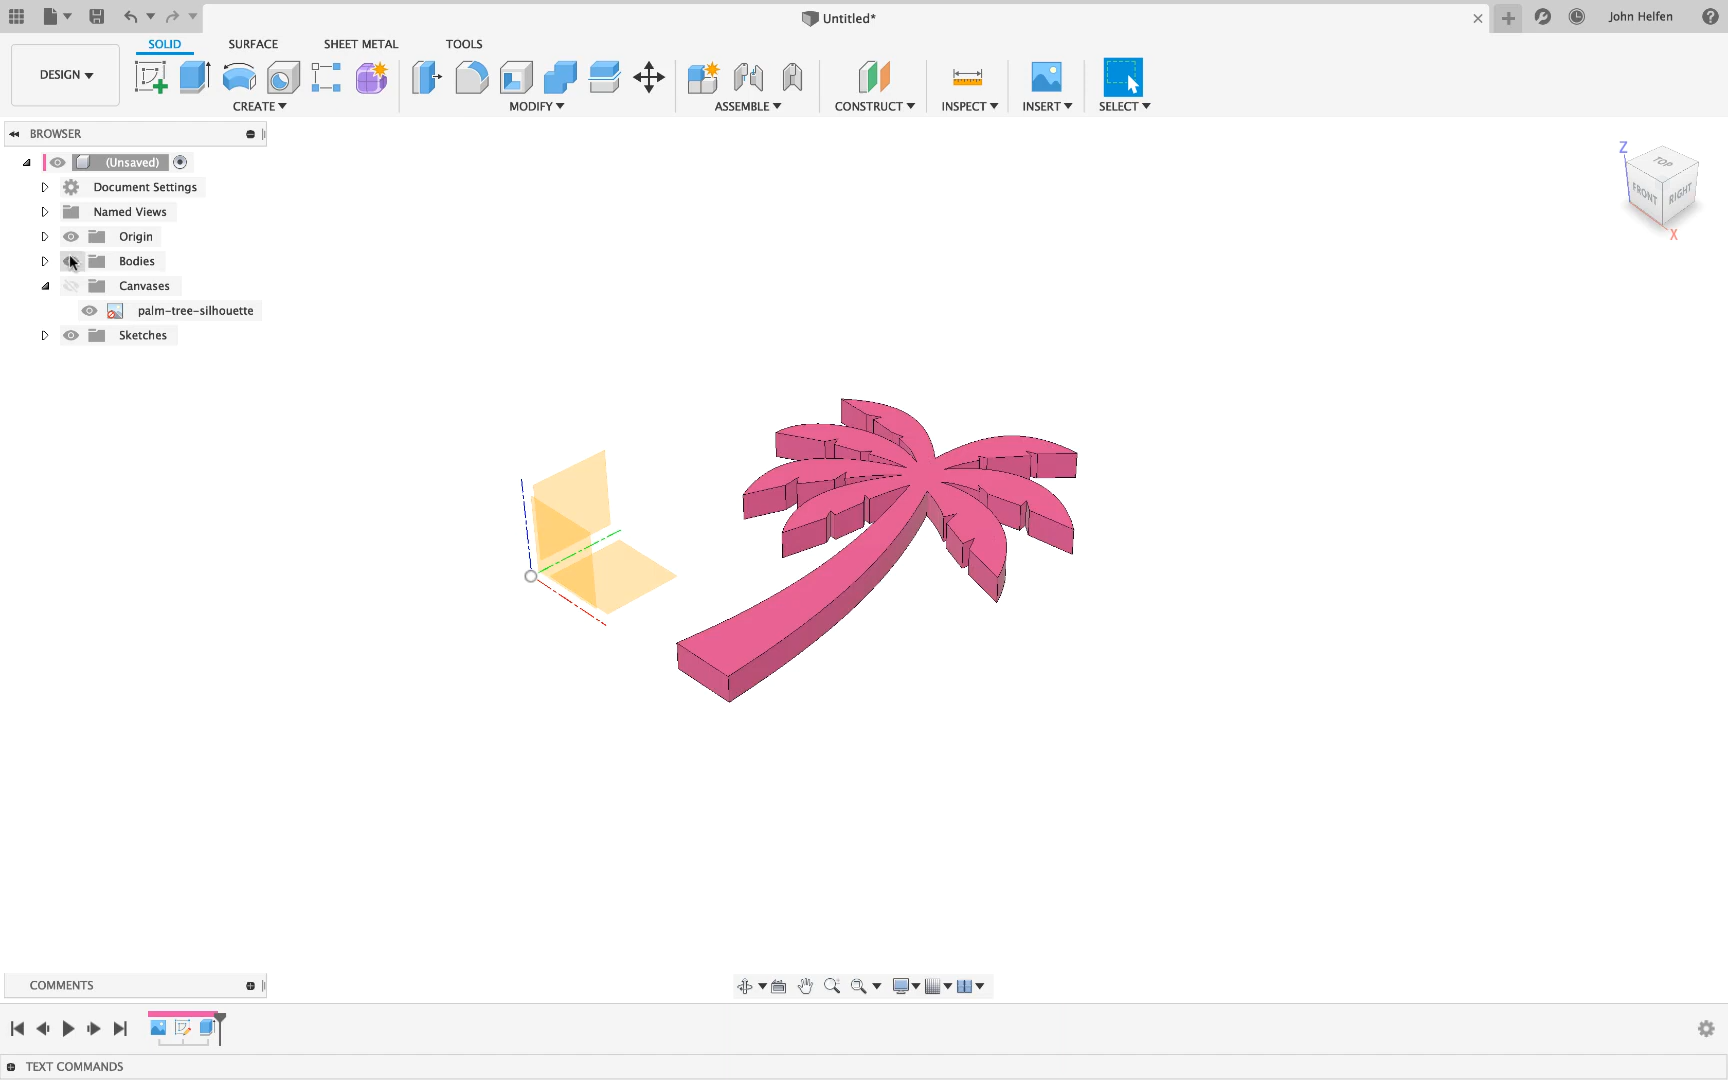 Untitled*
John Helfen
SOLID SURFACE SHEET METAL TOOLS
DESIGN
CREATE MODIFY ASSEMBLE CONSTRUCT INSPECT INSERT SELECT
BROWSER
(Unsaved)
Document Settings
Named Views
Origin
Bodies
Canvases
palm-tree-silhouette
Sketches
Z
TOP
FRONT RIGHT
X
COMMENTS
TEXT COMMANDS